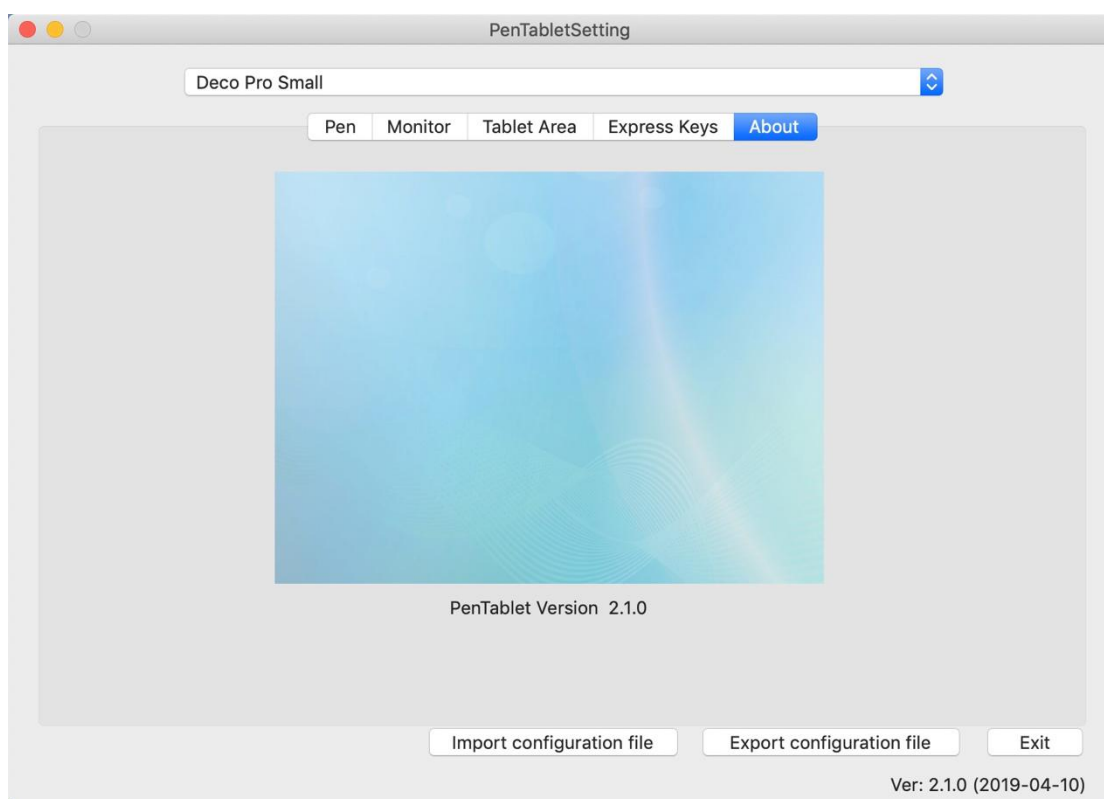 PenTabletSetting
Deco Pro Small
Pen Monitor Tablet Area Express Keys About
PenTablet Version 2.1.0
Import configuration file Export configuration file Exit
Ver: 2.1.0 (2019-04-10)